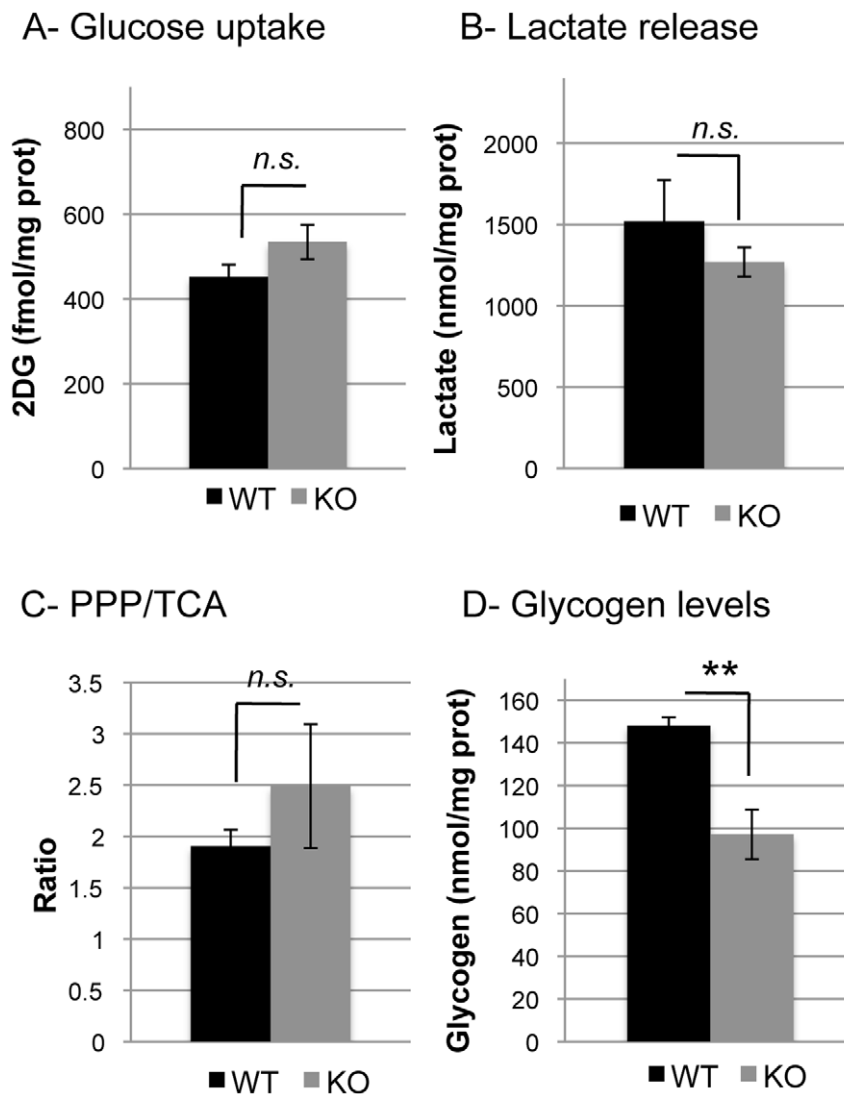 A- Glucose uptake
2DG (fmol/mg prot)
800
600
400
200
0
n.s.
WT KO
B- Lactate release
Lactate (nmol/mg prot)
2000
1500
1000
500
0
n.s.
WT KO
C- PPP/TCA
Ratio
3.5
3
2.5
2
1.5
1
0.5
0
n.s.
WT KO
D- Glycogen levels
Glycogen (nmol/mg prot)
160
140
120
100
80
60
40
20
0
**
WT KO